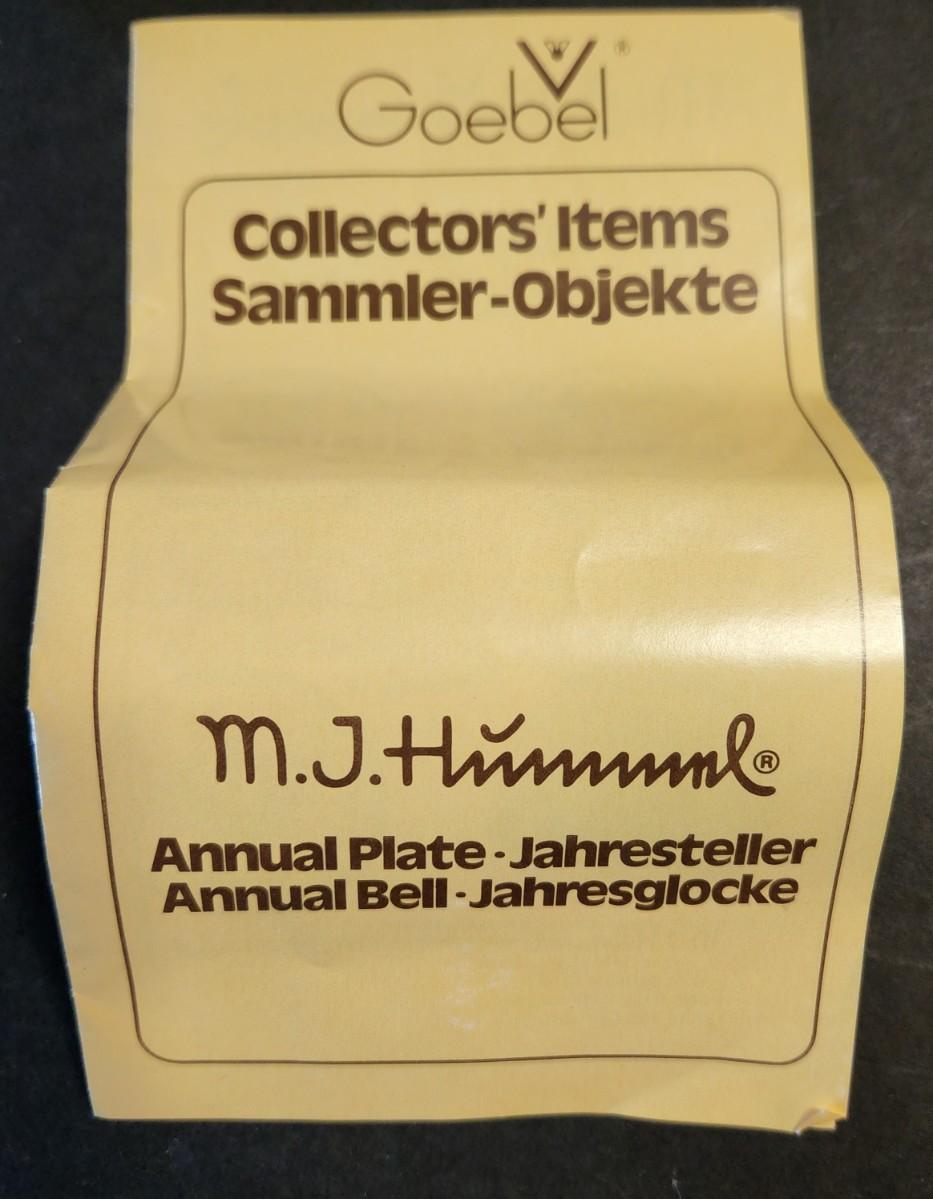 Goebel®
Collectors' Items
Sammler-Objekte
M.J.Hummel®
Annual Plate · Jahresteller
Annual Bell · Jahresglocke